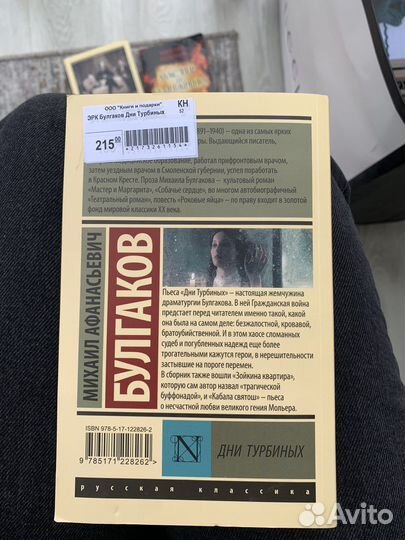 ООО "Книги и подарки"
КН
52
ЭРК Булгаков Дни Турбиных
215 00
*2173261154*
891–1940) – одна из самых ярких
ры. Выдающийся писатель,
образование, работал прифронтовым врачом,
затем уездным врачом в Смоленской губернии, успел поработать
в Красном Кресте. Проза Михаила Булгакова – культовый роман
«Мастер и Маргарита», «Собачье сердце», во многом автобиографичный
«Театральный роман», повесть «Роковые яйца» – по праву входит в золотой
фонд мировой классики XX века.
МИХАИЛ АФАНАСЬЕВИЧ
БУЛГАКОВ
Пьеса «Дни Турбиных» – настоящая жемчужина
драматургии Булгакова. В ней Гражданская война
предстает перед читателем именно такой, какой
она была на самом деле: безжалостной, кровавой,
братоубийственной. И в этом хаосе сломанных
судеб и погубленных надежд еще более
трогательными кажутся герои, в нерешительности
застывшие на пороге перемен.
В сборник также вошли «Зойкина квартира»,
которую сам автор назвал «трагической
буффонадой», и «Кабала святош» – пьеса
о несчастной любви великого гения Мольера.
ISBN 978-5-17-122826-2
9 785171 228262 >
N
ДНИ ТУРБИНЫХ
русская классика
Avito